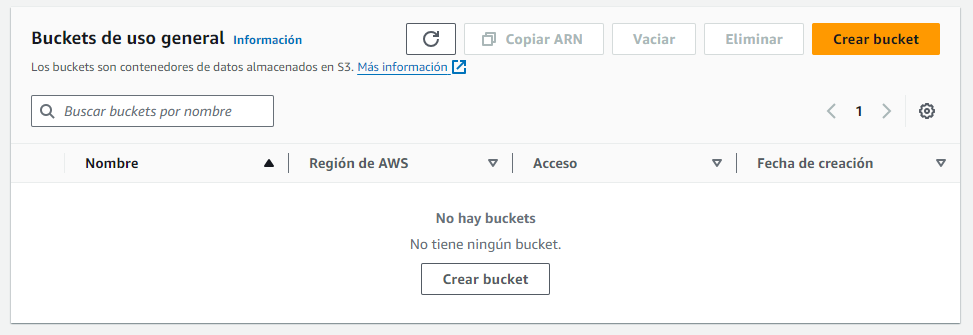 Buckets de uso general Información
Copiar ARN
Vaciar
Eliminar
Crear bucket
Los buckets son contenedores de datos almacenados en S3. Más información
Buscar buckets por nombre
1
Nombre
Región de AWS
Acceso
Fecha de creación
No hay buckets
No tiene ningún bucket.
Crear bucket